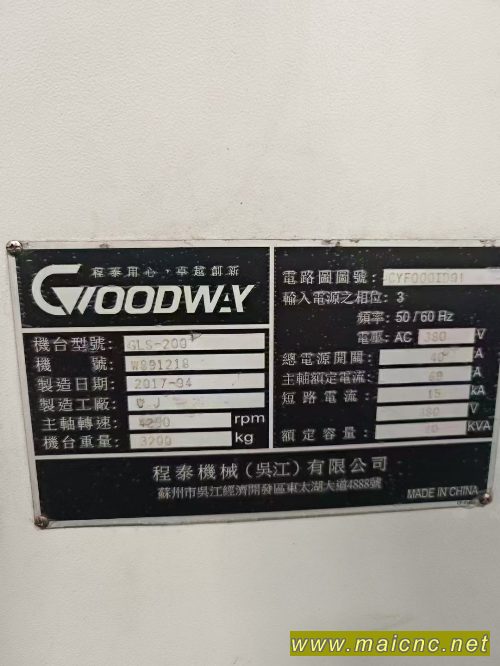 程泰用心，卓越創新
GOODWAY
機台型號: GLS-200
機 號: W891218
製造日期: 2017-04
製造工廠: W J
主軸轉速: 4200 rpm
機台重量: 3200 kg
電路圖圖號:
輸入電源之相位: 3
頻率: 50/60 Hz
電壓: AC 380 V
總電源開關: 40 A
主軸額定電流: A
短路電流: 15 kA
380 V
額定容量: KVA
程泰機械(吳江)有限公司
蘇州市吳江經濟開發區東太湖大道4888號
MADE IN CHINA
www.maicnc.net